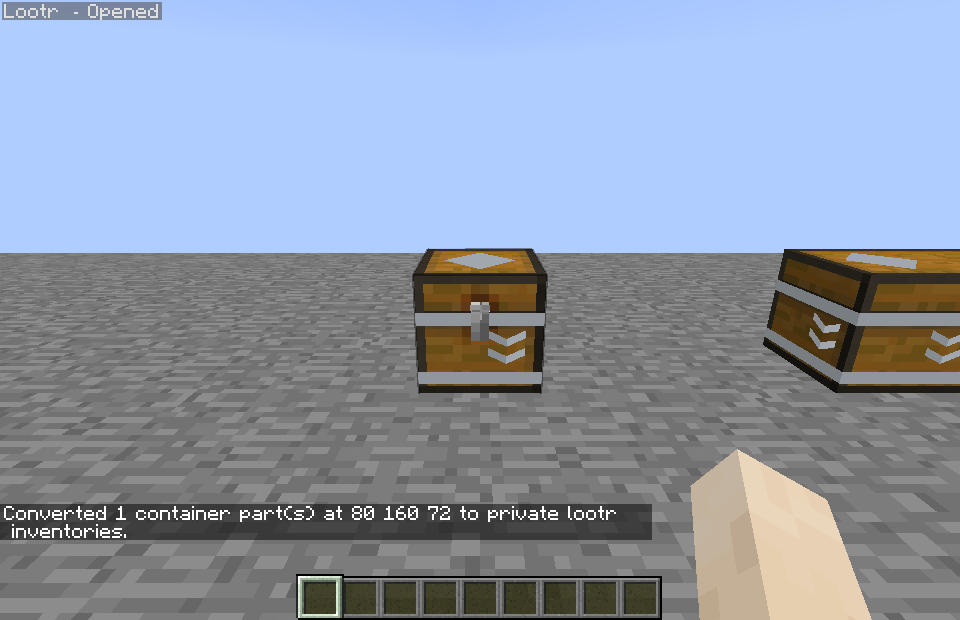 Lootr - Opened
Converted 1 container part(s) at 80 160 72 to private lootr
inventories.